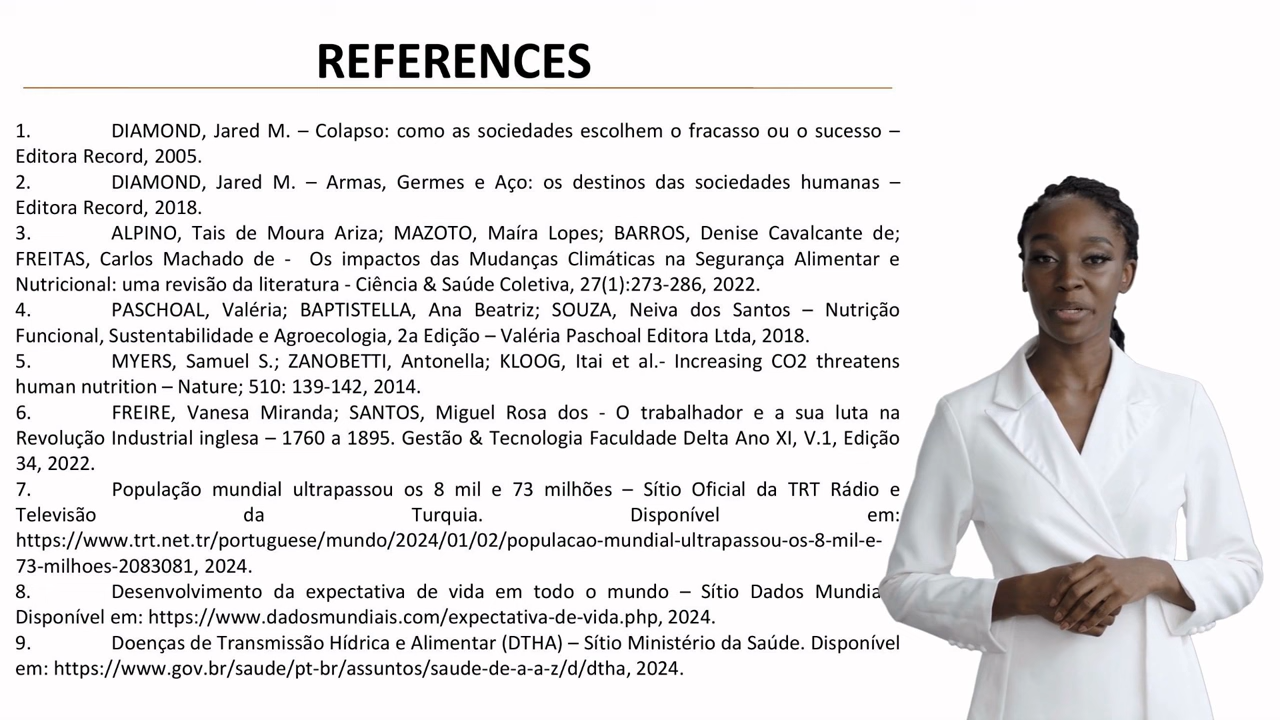 REFERENCES
1. DIAMOND, Jared M. – Colapso: como as sociedades escolhem o fracasso ou o sucesso –
Editora Record, 2005.
2. DIAMOND, Jared M. – Armas, Germes e Aço: os destinos das sociedades humanas –
Editora Record, 2018.
3. ALPINO, Tais de Moura Ariza; MAZOTO, Maíra Lopes; BARROS, Denise Cavalcante de;
FREITAS, Carlos Machado de - Os impactos das Mudanças Climáticas na Segurança Alimentar e
Nutricional: uma revisão da literatura - Ciência & Saúde Coletiva, 27(1):273-286, 2022.
4. PASCHOAL, Valéria; BAPTISTELLA, Ana Beatriz; SOUZA, Neiva dos Santos – Nutrição
Funcional, Sustentabilidade e Agroecologia, 2a Edição – Valéria Paschoal Editora Ltda, 2018.
5. MYERS, Samuel S.; ZANOBETTI, Antonella; KLOOG, Itai et al.- Increasing CO2 threatens
human nutrition – Nature; 510: 139-142, 2014.
6. FREIRE, Vanesa Miranda; SANTOS, Miguel Rosa dos - O trabalhador e a sua luta na
Revolução Industrial inglesa – 1760 a 1895. Gestão & Tecnologia Faculdade Delta Ano XI, V.1, Edição
34, 2022.
7. População mundial ultrapassou os 8 mil e 73 milhões – Sítio Oficial da TRT Rádio e
Televisão da Turquia. Disponível em:
https://www.trt.net.tr/portuguese/mundo/2024/01/02/populacao-mundial-ultrapassou-os-8-mil-e-
73-milhoes-2083081, 2024.
8. Desenvolvimento da expectativa de vida em todo o mundo – Sítio Dados
Disponível em: https://www.dadosmundiais.com/expectativa-de-vida.php, 2024.
9. Doenças de Transmissão Hídrica e Alimentar (DTHA) – Sítio Ministério da Saúde. Disponível
em: https://www.gov.br/saude/pt-br/assuntos/saude-de-a-a-z/d/dtha, 2024.